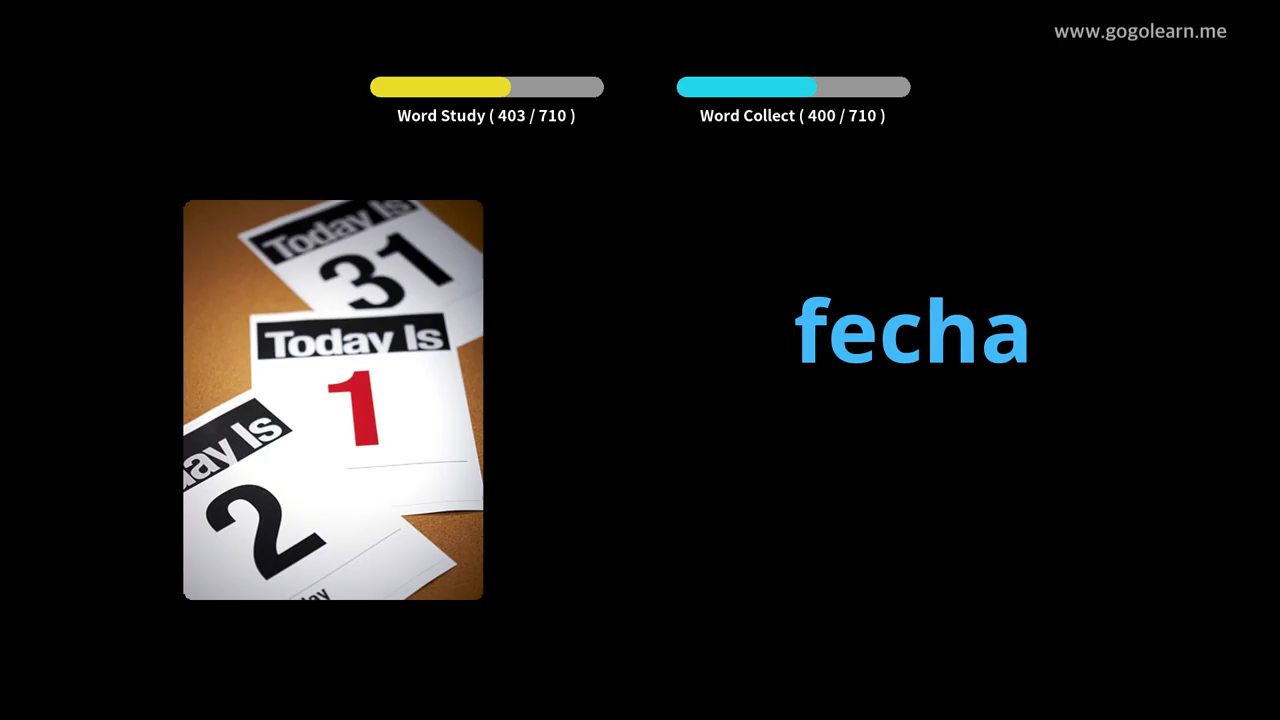 www.gogolearn.me
Word Study ( 403 / 710 )
Word Collect ( 400 / 710 )
Today Is
31
Today Is
1
day Is
2
fecha